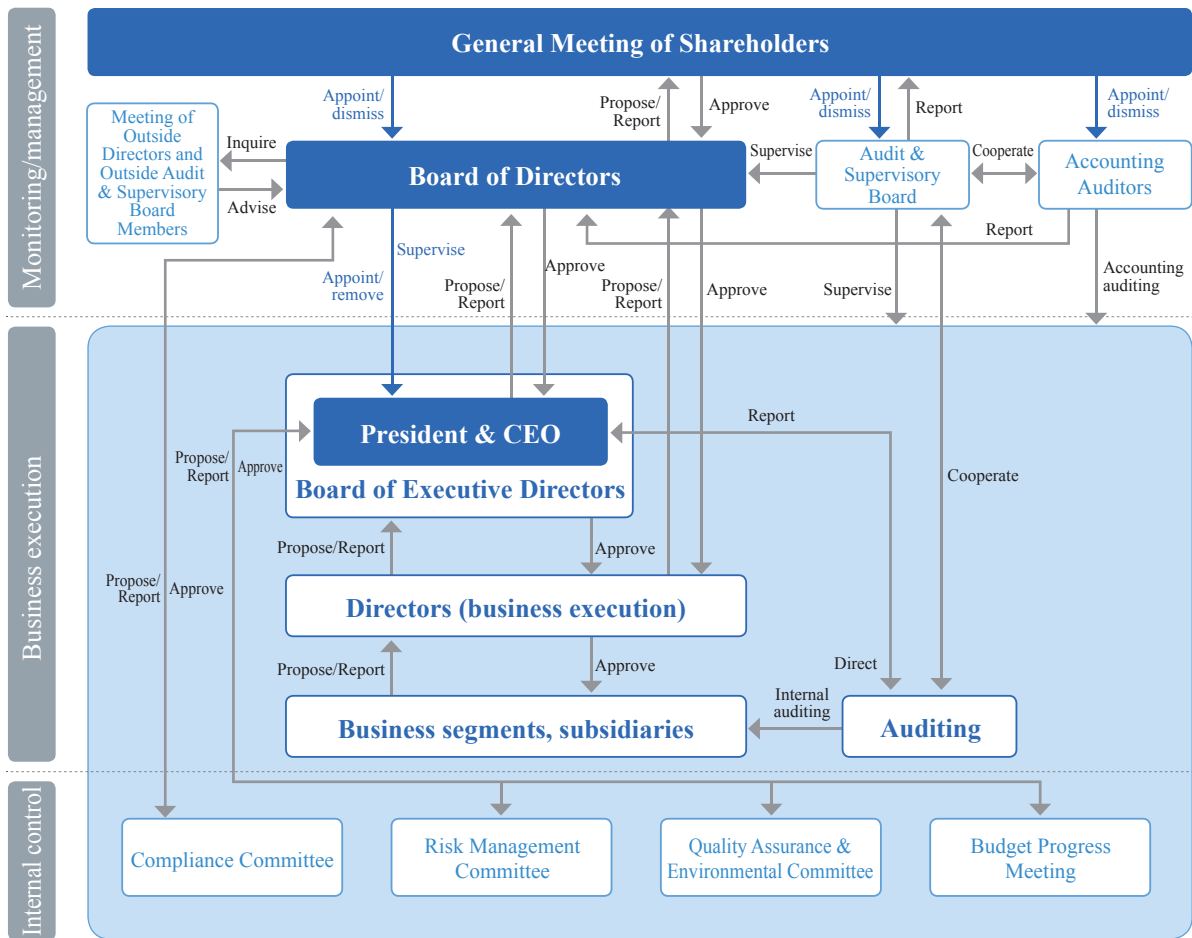 Monitoring/management
General Meeting of Shareholders
Appoint/
dismiss
Propose/
Report
Approve
Appoint/
dismiss
Report
Appoint/
dismiss
Meeting of
Outside
Directors and
Outside Audit
& Supervisory
Board
Members
Inquire
Advise
Board of Directors
Supervise
Audit &
Supervisory
Board
Cooperate
Accounting
Auditors
Report
Supervise
Appoint/
remove
Propose/
Report
Approve
Propose/
Report
Approve
Supervise
Accounting
auditing
Business execution
President & CEO
Board of Executive Directors
Report
Propose/
Report
Approve
Cooperate
Propose/Report
Approve
Propose/
Report
Approve
Directors (business execution)
Propose/Report
Approve
Direct
Internal
auditing
Business segments, subsidiaries
Auditing
Internal control
Compliance Committee
Risk Management
Committee
Quality Assurance &
Environmental Committee
Budget Progress
Meeting